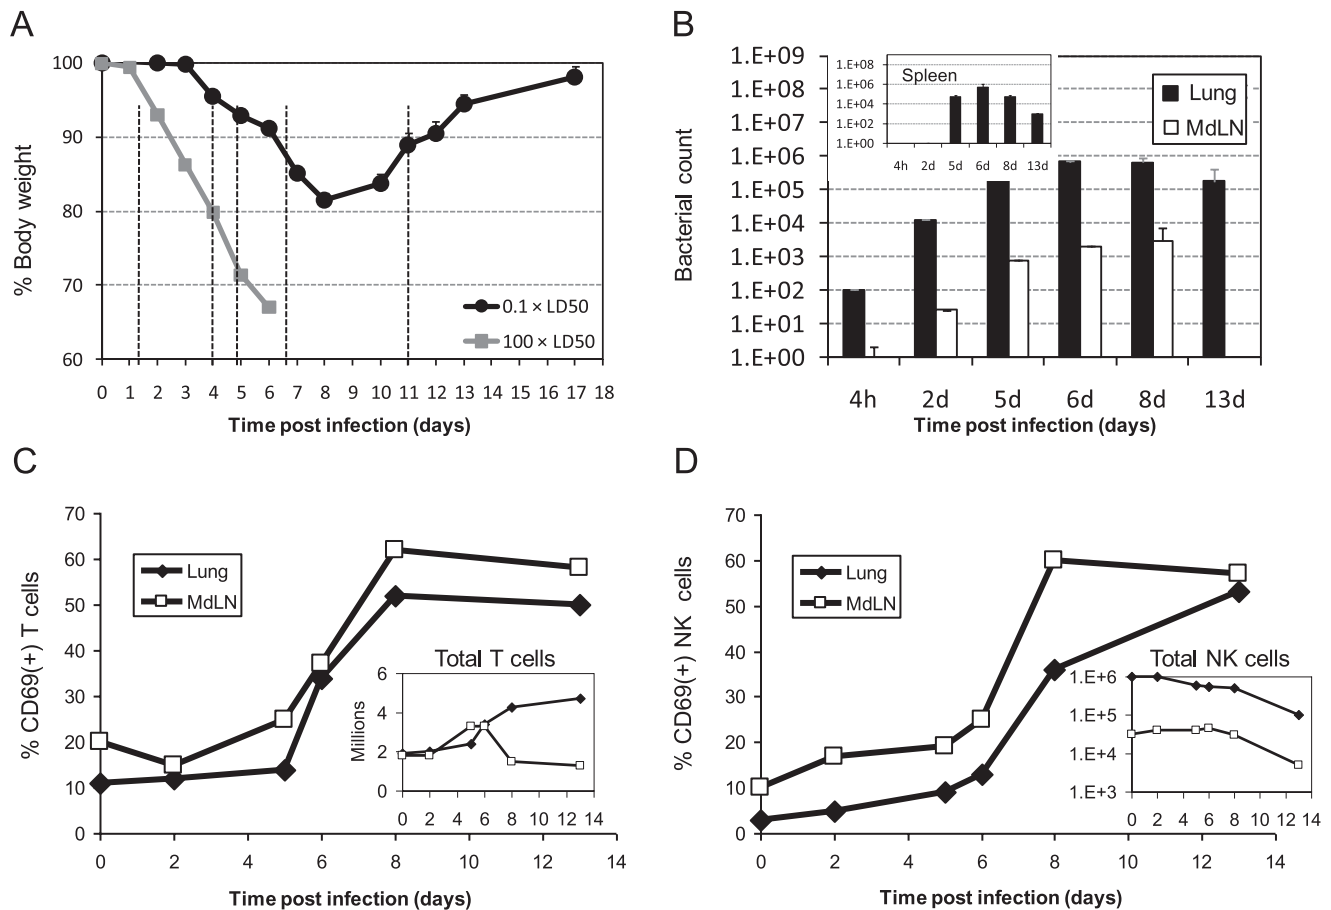 A
% Body weight
100
90
80
70
60
0.1 × LD50
100 × LD50
0 1 2 3 4 5 6 7 8 9 10 11 12 13 14 15 16 17 18
Time post infection (days)
B
Bacterial count
1.E+09
1.E+08
1.E+07
1.E+06
1.E+05
1.E+04
1.E+03
1.E+02
1.E+01
1.E+00
Spleen
1.E+08
1.E+06
1.E+04
1.E+02
1.E+00
4h 2d 5d 6d 8d 13d
Lung
MdLN
4h 2d 5d 6d 8d 13d
Time post infection (days)
C
% CD69(+) T cells
70
60
50
40
30
20
10
0
Lung
MdLN
Total T cells
Millions
6
4
2
0
0 2 4 6 8 10 12 14
0 2 4 6 8 10 12 14
Time post infection (days)
D
% CD69(+) NK cells
70
60
50
40
30
20
10
0
Lung
MdLN
Total NK cells
1.E+6
1.E+5
1.E+4
1.E+3
0 2 4 6 8 10 12 14
0 2 4 6 8 10 12 14
Time post infection (days)